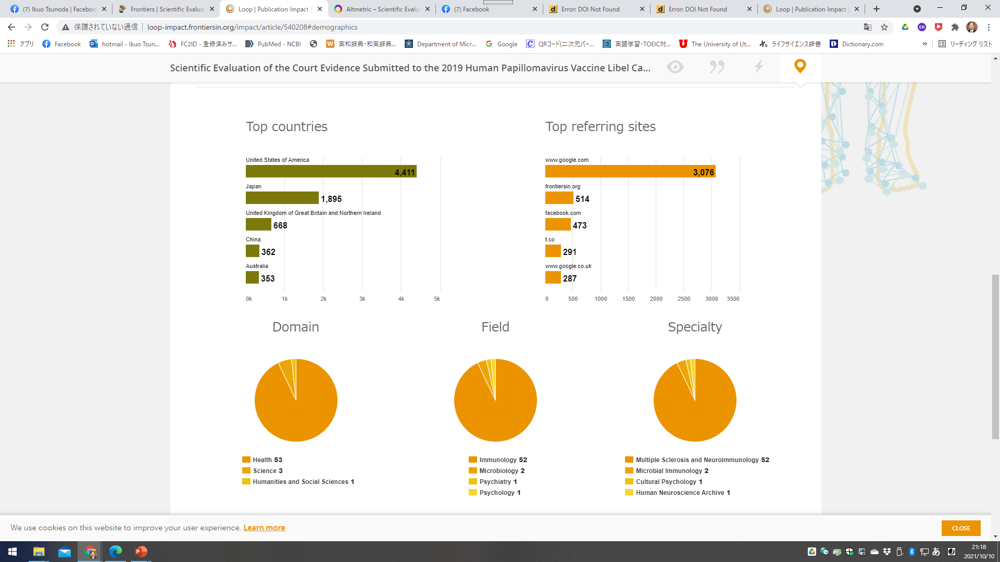 (7) Ikuo Tsunoda | Facebook
Frontiers | Scientific Evaluat
Loop | Publication Impact |
Altmetric – Scientific Evalua
(7) Facebook
Error: DOI Not Found
Error: DOI Not Found
Loop | Publication Impact
保護されていない通信
loop-impact.frontiersin.org/impact/article/540208#demographics
EN
アプリ
Facebook
hotmail - Ikuo Tsun...
FC2ID - 登録済みサ...
PubMed - NCBI
英和辞典・和英辞典...
Department of Micr...
Google
QRコード(二次元バー...
英語学習・TOEIC対...
The University of Ut...
ライフサイエンス辞書
Dictionary.com
»
リーディング リスト
Scientific Evaluation of the Court Evidence Submitted to the 2019 Human Papillomavirus Vaccine Libel Ca...
Top countries
United States of America
4,411
Japan
1,895
United Kingdom of Great Britain and Northern Ireland
668
China
362
Australia
353
0k 1k 2k 3k 4k 5k
Top referring sites
www.google.com
3,076
frontiersin.org
514
facebook.com
473
t.co
291
www.google.co.uk
287
0 500 1000 1500 2000 2500 3000 3500
Domain
Health 53
Science 3
Humanities and Social Sciences 1
Field
Immunology 52
Microbiology 2
Psychiatry 1
Psychology 1
Specialty
Multiple Sclerosis and Neuroimmunology 52
Microbial Immunology 2
Cultural Psychology 1
Human Neuroscience Archive 1
We use cookies on this website to improve your user experience. Learn more
CLOSE
あ
21:18
2021/10/10